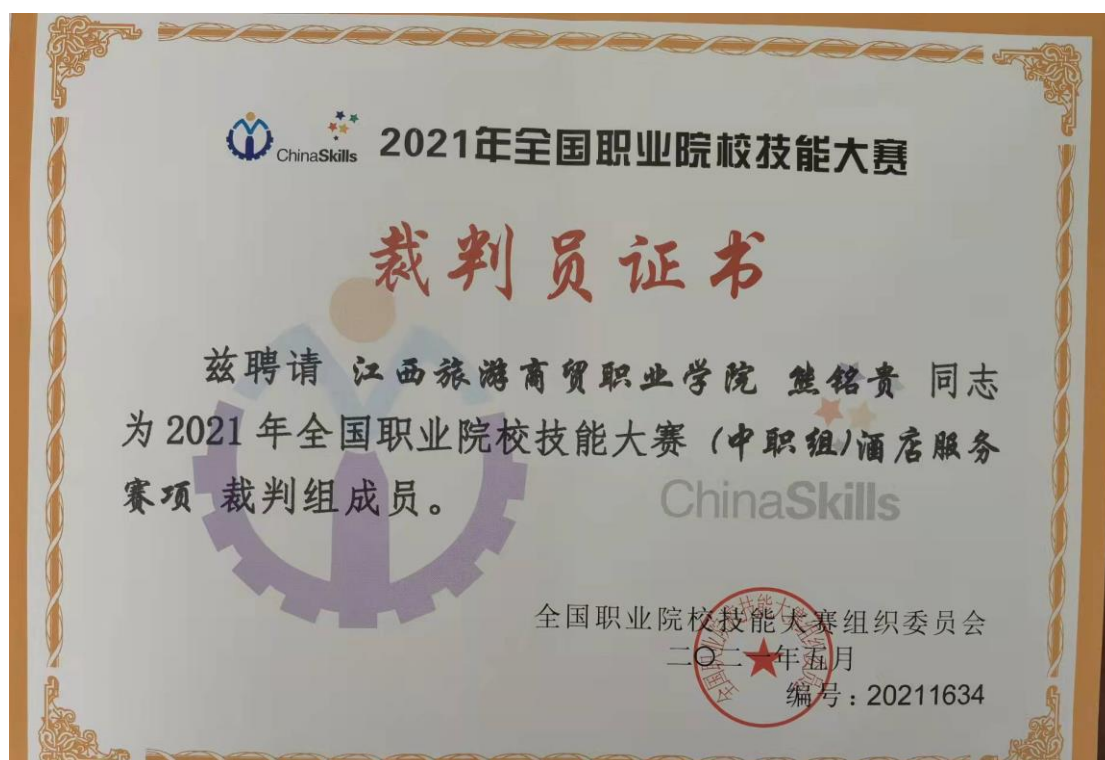 ChinaSkills 2021年全国职业院校技能大赛
裁判员证书
兹聘请 江西旅游商贸职业学院 熊铭贵 同志
为2021年全国职业院校技能大赛(中职组)酒店服务
赛项 裁判组成员。
ChinaSkills
全国职业院校技能大赛组织委员会
二〇二一年五月
编号:20211634